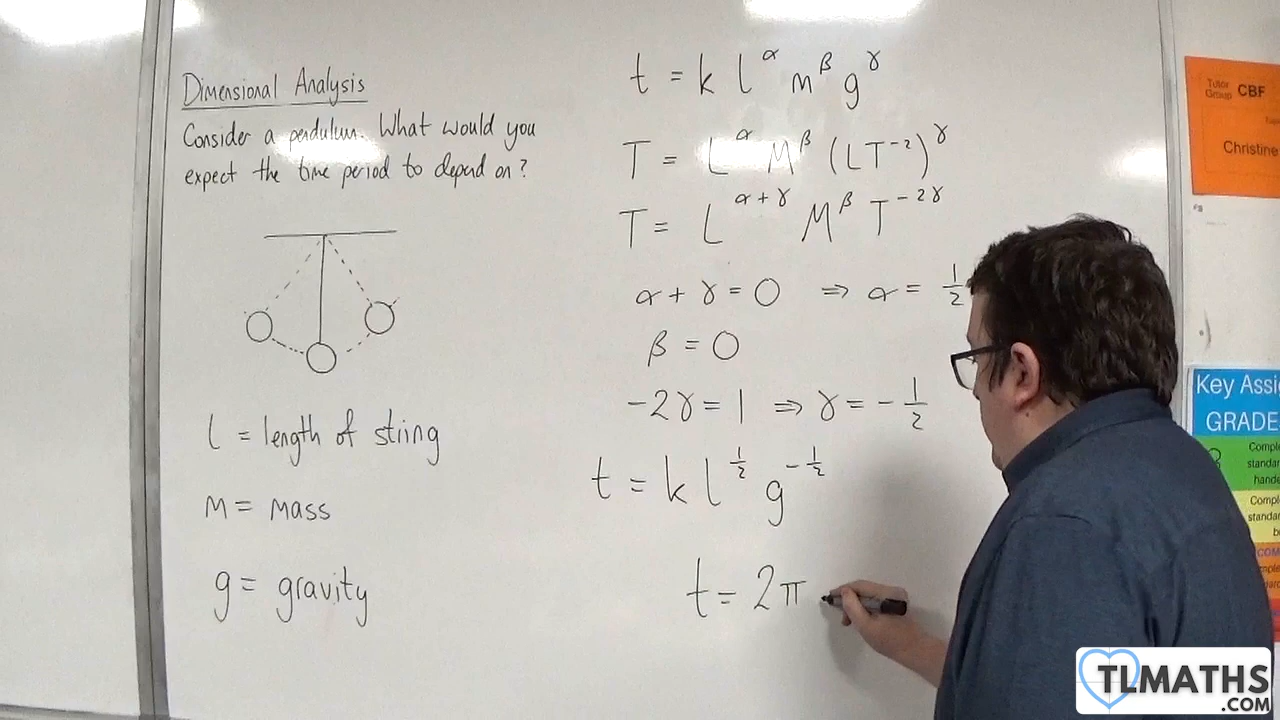 Dimensional Analysis
Consider a pendulum. What would you
expect the time period to depend on?
l = length of string
m = mass
g = gravity
t = k l^α m^β g^γ
T = L^α M^β (LT^-2)^γ
T = L^(α+γ) M^β T^(-2γ)
α + γ = 0 ⇒ α = 1/2
β = 0
-2γ = 1 ⇒ γ = -1/2
t = k l^(1/2) g^(-1/2)
t = 2π
Tutor
Group CBF
Christine
Key Assi
GRADE
TLMATHS
.COM